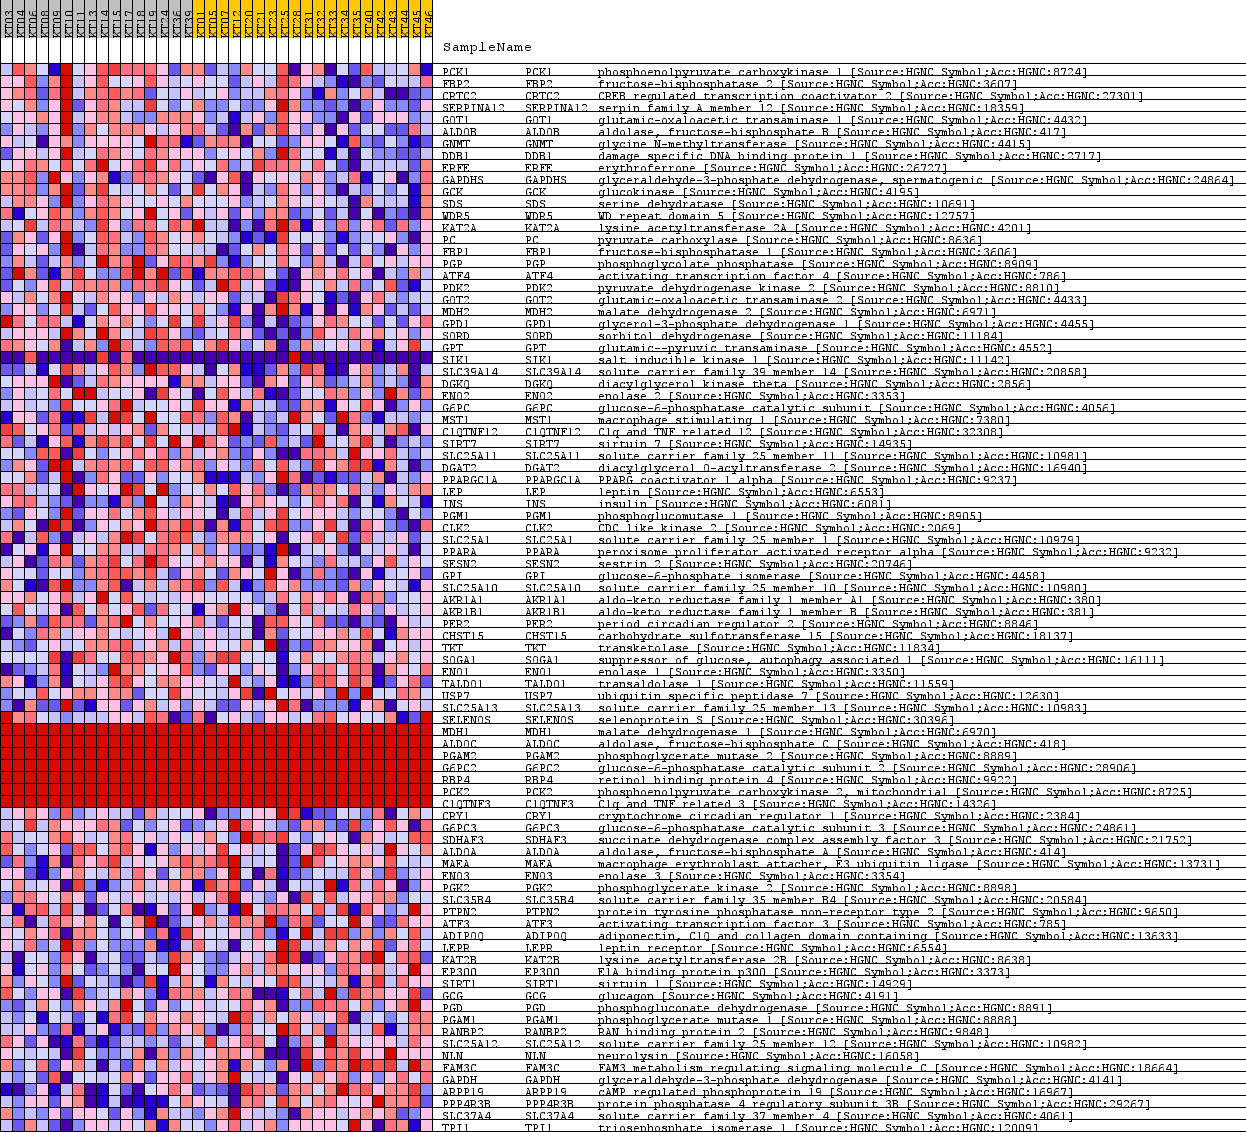 KT03 KT04 KT06 KT08 KT09 KT10 KT11 KT13 KT14 KT15 KT17 KT18 KT19 KT24 KT36 KT39 KT01 KT05 KT07 KT12 KT20 KT21 KT23 KT25 KT28 KT31 KT32 KT33 KT34 KT35 KT40 KT42 KT43 KT44 KT45 KT46
SampleName
PCK1 PCK1 phosphoenolpyruvate carboxykinase 1 [Source:HGNC Symbol;Acc:HGNC:8724]
FBP2 FBP2 fructose-bisphosphatase 2 [Source:HGNC Symbol;Acc:HGNC:3607]
CRTC2 CRTC2 CREB regulated transcription coactivator 2 [Source:HGNC Symbol;Acc:HGNC:27301]
SERPINA12 SERPINA12 serpin family A member 12 [Source:HGNC Symbol;Acc:HGNC:18359]
GOT1 GOT1 glutamic-oxaloacetic transaminase 1 [Source:HGNC Symbol;Acc:HGNC:4432]
ALDOB ALDOB aldolase, fructose-bisphosphate B [Source:HGNC Symbol;Acc:HGNC:417]
GNMT GNMT glycine N-methyltransferase [Source:HGNC Symbol;Acc:HGNC:4415]
DDB1 DDB1 damage specific DNA binding protein 1 [Source:HGNC Symbol;Acc:HGNC:2717]
ERFE ERFE erythroferrone [Source:HGNC Symbol;Acc:HGNC:26727]
GAPDHS GAPDHS glyceraldehyde-3-phosphate dehydrogenase, spermatogenic [Source:HGNC Symbol;Acc:HGNC:24864]
GCK GCK glucokinase [Source:HGNC Symbol;Acc:HGNC:4195]
SDS SDS serine dehydratase [Source:HGNC Symbol;Acc:HGNC:10691]
WDR5 WDR5 WD repeat domain 5 [Source:HGNC Symbol;Acc:HGNC:12757]
KAT2A KAT2A lysine acetyltransferase 2A [Source:HGNC Symbol;Acc:HGNC:4201]
PC PC pyruvate carboxylase [Source:HGNC Symbol;Acc:HGNC:8636]
FBP1 FBP1 fructose-bisphosphatase 1 [Source:HGNC Symbol;Acc:HGNC:3606]
PGP PGP phosphoglycolate phosphatase [Source:HGNC Symbol;Acc:HGNC:8909]
ATF4 ATF4 activating transcription factor 4 [Source:HGNC Symbol;Acc:HGNC:786]
PDK2 PDK2 pyruvate dehydrogenase kinase 2 [Source:HGNC Symbol;Acc:HGNC:8810]
GOT2 GOT2 glutamic-oxaloacetic transaminase 2 [Source:HGNC Symbol;Acc:HGNC:4433]
MDH2 MDH2 malate dehydrogenase 2 [Source:HGNC Symbol;Acc:HGNC:6971]
GPD1 GPD1 glycerol-3-phosphate dehydrogenase 1 [Source:HGNC Symbol;Acc:HGNC:4455]
SORD SORD sorbitol dehydrogenase [Source:HGNC Symbol;Acc:HGNC:11184]
GPT GPT glutamic--pyruvic transaminase [Source:HGNC Symbol;Acc:HGNC:4552]
SIK1 SIK1 salt inducible kinase 1 [Source:HGNC Symbol;Acc:HGNC:11142]
SLC39A14 SLC39A14 solute carrier family 39 member 14 [Source:HGNC Symbol;Acc:HGNC:20858]
DGKQ DGKQ diacylglycerol kinase theta [Source:HGNC Symbol;Acc:HGNC:2856]
ENO2 ENO2 enolase 2 [Source:HGNC Symbol;Acc:HGNC:3353]
G6PC G6PC glucose-6-phosphatase catalytic subunit [Source:HGNC Symbol;Acc:HGNC:4056]
MST1 MST1 macrophage stimulating 1 [Source:HGNC Symbol;Acc:HGNC:7380]
C1QTNF12 C1QTNF12 C1q and TNF related 12 [Source:HGNC Symbol;Acc:HGNC:32308]
SIRT7 SIRT7 sirtuin 7 [Source:HGNC Symbol;Acc:HGNC:14935]
SLC25A11 SLC25A11 solute carrier family 25 member 11 [Source:HGNC Symbol;Acc:HGNC:10981]
DGAT2 DGAT2 diacylglycerol O-acyltransferase 2 [Source:HGNC Symbol;Acc:HGNC:16940]
PPARGC1A PPARGC1A PPARG coactivator 1 alpha [Source:HGNC Symbol;Acc:HGNC:9237]
LEP LEP leptin [Source:HGNC Symbol;Acc:HGNC:6553]
INS INS insulin [Source:HGNC Symbol;Acc:HGNC:6081]
PGM1 PGM1 phosphoglucomutase 1 [Source:HGNC Symbol;Acc:HGNC:8905]
CLK2 CLK2 CDC like kinase 2 [Source:HGNC Symbol;Acc:HGNC:2069]
SLC25A1 SLC25A1 solute carrier family 25 member 1 [Source:HGNC Symbol;Acc:HGNC:10979]
PPARA PPARA peroxisome proliferator activated receptor alpha [Source:HGNC Symbol;Acc:HGNC:9232]
SESN2 SESN2 sestrin 2 [Source:HGNC Symbol;Acc:HGNC:20746]
GPI GPI glucose-6-phosphate isomerase [Source:HGNC Symbol;Acc:HGNC:4458]
SLC25A10 SLC25A10 solute carrier family 25 member 10 [Source:HGNC Symbol;Acc:HGNC:10980]
AKR1A1 AKR1A1 aldo-keto reductase family 1 member A1 [Source:HGNC Symbol;Acc:HGNC:380]
AKR1B1 AKR1B1 aldo-keto reductase family 1 member B [Source:HGNC Symbol;Acc:HGNC:381]
PER2 PER2 period circadian regulator 2 [Source:HGNC Symbol;Acc:HGNC:8846]
CHST15 CHST15 carbohydrate sulfotransferase 15 [Source:HGNC Symbol;Acc:HGNC:18137]
TKT TKT transketolase [Source:HGNC Symbol;Acc:HGNC:11834]
SOGA1 SOGA1 suppressor of glucose, autophagy associated 1 [Source:HGNC Symbol;Acc:HGNC:16111]
ENO1 ENO1 enolase 1 [Source:HGNC Symbol;Acc:HGNC:3350]
TALDO1 TALDO1 transaldolase 1 [Source:HGNC Symbol;Acc:HGNC:11559]
USP7 USP7 ubiquitin specific peptidase 7 [Source:HGNC Symbol;Acc:HGNC:12630]
SLC25A13 SLC25A13 solute carrier family 25 member 13 [Source:HGNC Symbol;Acc:HGNC:10983]
SELENOS SELENOS selenoprotein S [Source:HGNC Symbol;Acc:HGNC:30396]
MDH1 MDH1 malate dehydrogenase 1 [Source:HGNC Symbol;Acc:HGNC:6970]
ALDOC ALDOC aldolase, fructose-bisphosphate C [Source:HGNC Symbol;Acc:HGNC:418]
PGAM2 PGAM2 phosphoglycerate mutase 2 [Source:HGNC Symbol;Acc:HGNC:8889]
G6PC2 G6PC2 glucose-6-phosphatase catalytic subunit 2 [Source:HGNC Symbol;Acc:HGNC:28906]
RBP4 RBP4 retinol binding protein 4 [Source:HGNC Symbol;Acc:HGNC:9922]
PCK2 PCK2 phosphoenolpyruvate carboxykinase 2, mitochondrial [Source:HGNC Symbol;Acc:HGNC:8725]
C1QTNF3 C1QTNF3 C1q and TNF related 3 [Source:HGNC Symbol;Acc:HGNC:14326]
CRY1 CRY1 cryptochrome circadian regulator 1 [Source:HGNC Symbol;Acc:HGNC:2384]
G6PC3 G6PC3 glucose-6-phosphatase catalytic subunit 3 [Source:HGNC Symbol;Acc:HGNC:24861]
SDHAF3 SDHAF3 succinate dehydrogenase complex assembly factor 3 [Source:HGNC Symbol;Acc:HGNC:21752]
ALDOA ALDOA aldolase, fructose-bisphosphate A [Source:HGNC Symbol;Acc:HGNC:414]
MAEA MAEA macrophage erythroblast attacher, E3 ubiquitin ligase [Source:HGNC Symbol;Acc:HGNC:13731]
ENO3 ENO3 enolase 3 [Source:HGNC Symbol;Acc:HGNC:3354]
PGK2 PGK2 phosphoglycerate kinase 2 [Source:HGNC Symbol;Acc:HGNC:8898]
SLC35B4 SLC35B4 solute carrier family 35 member B4 [Source:HGNC Symbol;Acc:HGNC:20584]
PTPN2 PTPN2 protein tyrosine phosphatase non-receptor type 2 [Source:HGNC Symbol;Acc:HGNC:9650]
ATF3 ATF3 activating transcription factor 3 [Source:HGNC Symbol;Acc:HGNC:785]
ADIPOQ ADIPOQ adiponectin, C1Q and collagen domain containing [Source:HGNC Symbol;Acc:HGNC:13633]
LEPR LEPR leptin receptor [Source:HGNC Symbol;Acc:HGNC:6554]
KAT2B KAT2B lysine acetyltransferase 2B [Source:HGNC Symbol;Acc:HGNC:8638]
EP300 EP300 E1A binding protein p300 [Source:HGNC Symbol;Acc:HGNC:3373]
SIRT1 SIRT1 sirtuin 1 [Source:HGNC Symbol;Acc:HGNC:14929]
GCG GCG glucagon [Source:HGNC Symbol;Acc:HGNC:4191]
PGD PGD phosphogluconate dehydrogenase [Source:HGNC Symbol;Acc:HGNC:8891]
PGAM1 PGAM1 phosphoglycerate mutase 1 [Source:HGNC Symbol;Acc:HGNC:8888]
RANBP2 RANBP2 RAN binding protein 2 [Source:HGNC Symbol;Acc:HGNC:9848]
SLC25A12 SLC25A12 solute carrier family 25 member 12 [Source:HGNC Symbol;Acc:HGNC:10982]
NLN NLN neurolysin [Source:HGNC Symbol;Acc:HGNC:16058]
FAM3C FAM3C FAM3 metabolism regulating signaling molecule C [Source:HGNC Symbol;Acc:HGNC:18664]
GAPDH GAPDH glyceraldehyde-3-phosphate dehydrogenase [Source:HGNC Symbol;Acc:HGNC:4141]
ARPP19 ARPP19 cAMP regulated phosphoprotein 19 [Source:HGNC Symbol;Acc:HGNC:16967]
PPP4R3B PPP4R3B protein phosphatase 4 regulatory subunit 3B [Source:HGNC Symbol;Acc:HGNC:29267]
SLC37A4 SLC37A4 solute carrier family 37 member 4 [Source:HGNC Symbol;Acc:HGNC:4061]
TPI1 TPI1 triosephosphate isomerase 1 [Source:HGNC Symbol;Acc:HGNC:12009]